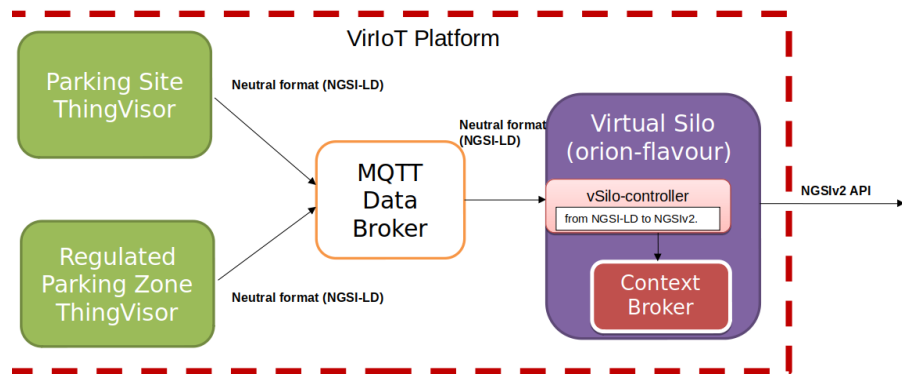 VirIoT Platform
Parking Site
ThingVisor
Neutral format (NGSI-LD)
Regulated
Parking Zone
ThingVisor
Neutral format (NGSI-LD)
MQTT
Data
Broker
Neutral format
(NGSI-LD)
Virtual Silo
(orion-flavour)
vSilo-controller
from NGSI-LD to NGSIv2.
Context
Broker
NGSIv2 API